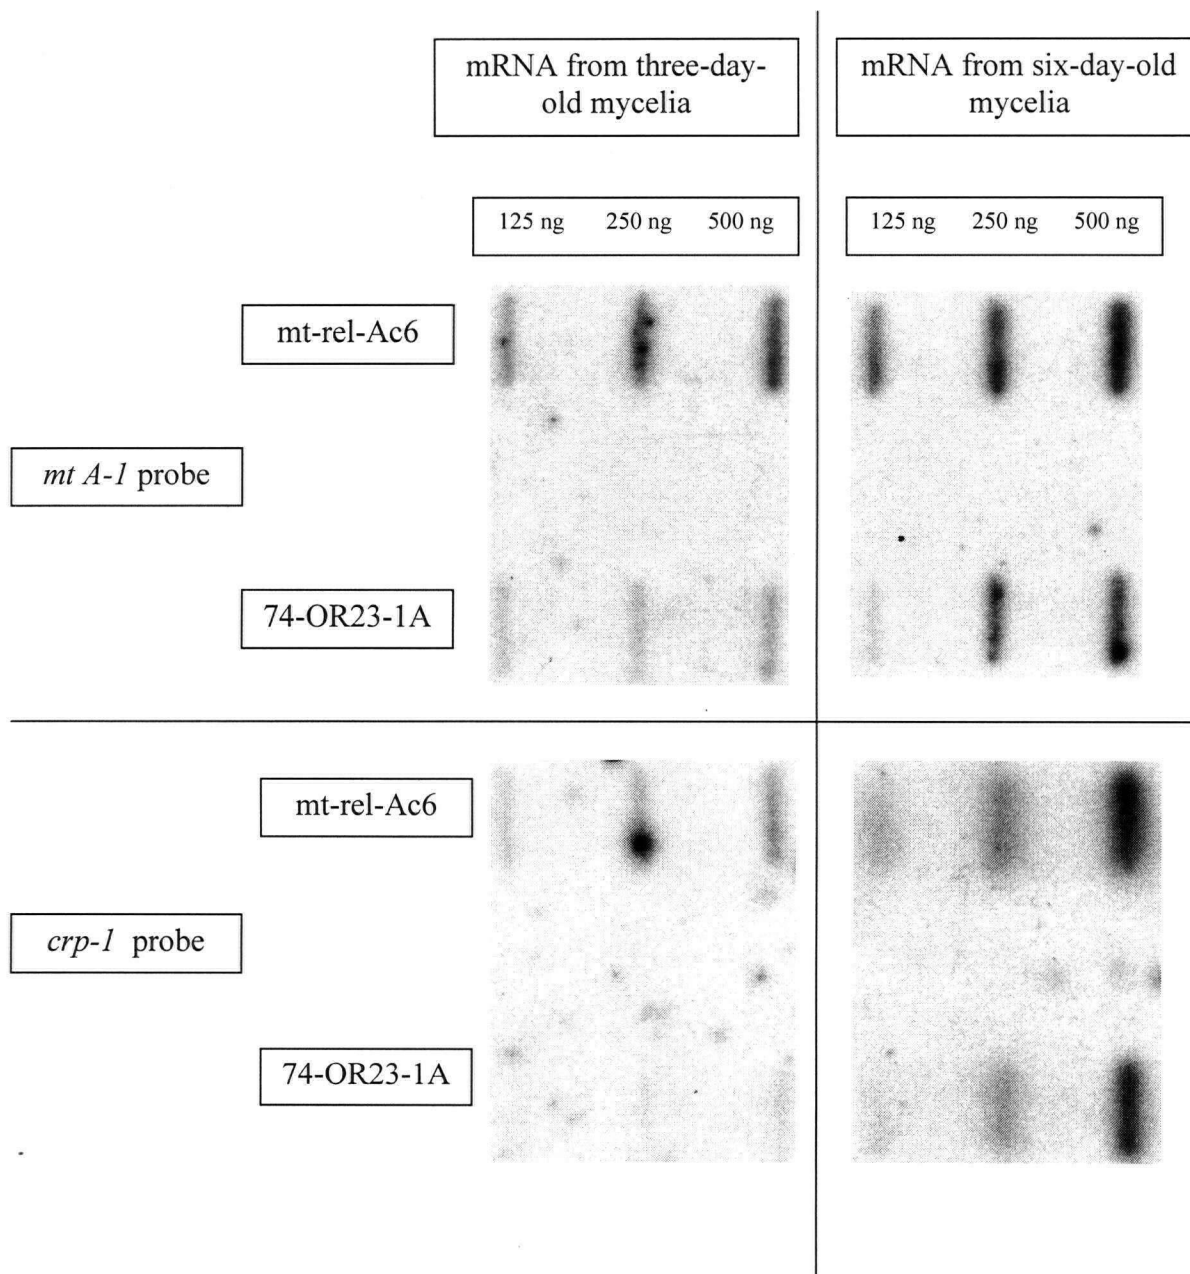 mRNA from three-day-
old mycelia
mRNA from six-day-old
mycelia
125 ng 250 ng 500 ng
125 ng 250 ng 500 ng
mt-rel-Ac6
mt A-1 probe
74-OR23-1A
mt-rel-Ac6
crp-1 probe
74-OR23-1A